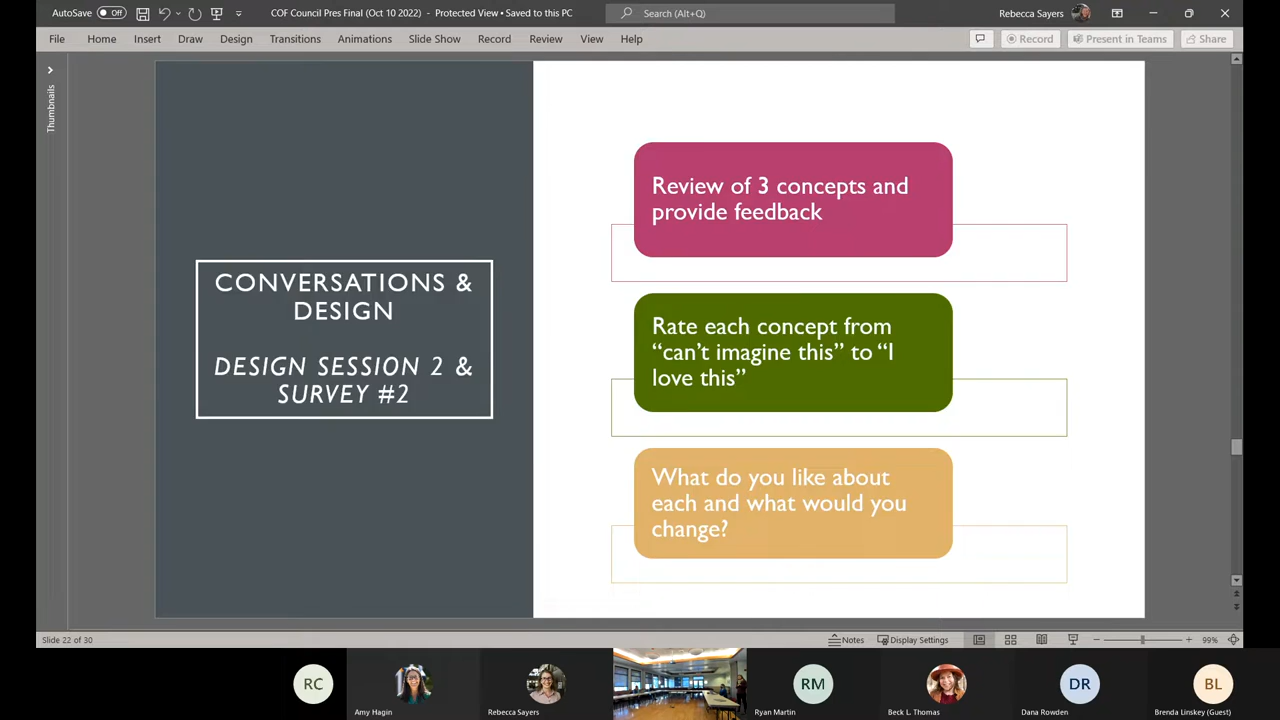 AutoSave Off COF Council Pres Final (Oct 10 2022) - Protected View • Saved to this PC Search (Alt+Q) Rebecca Sayers
File Home Insert Draw Design Transitions Animations Slide Show Record Review View Help Record Present in Teams Share
Thumbnails
CONVERSATIONS &
DESIGN
DESIGN SESSION 2 &
SURVEY #2
Review of 3 concepts and
provide feedback
Rate each concept from
“can’t imagine this” to “I
love this”
What do you like about
each and what would you
change?
Slide 22 of 30 Notes Display Settings 99%
RC RM DR BL
Amy Hagin Rebecca Sayers Ryan Martin Beck L. Thomas Dana Rowden Brenda Linskey (Guest)